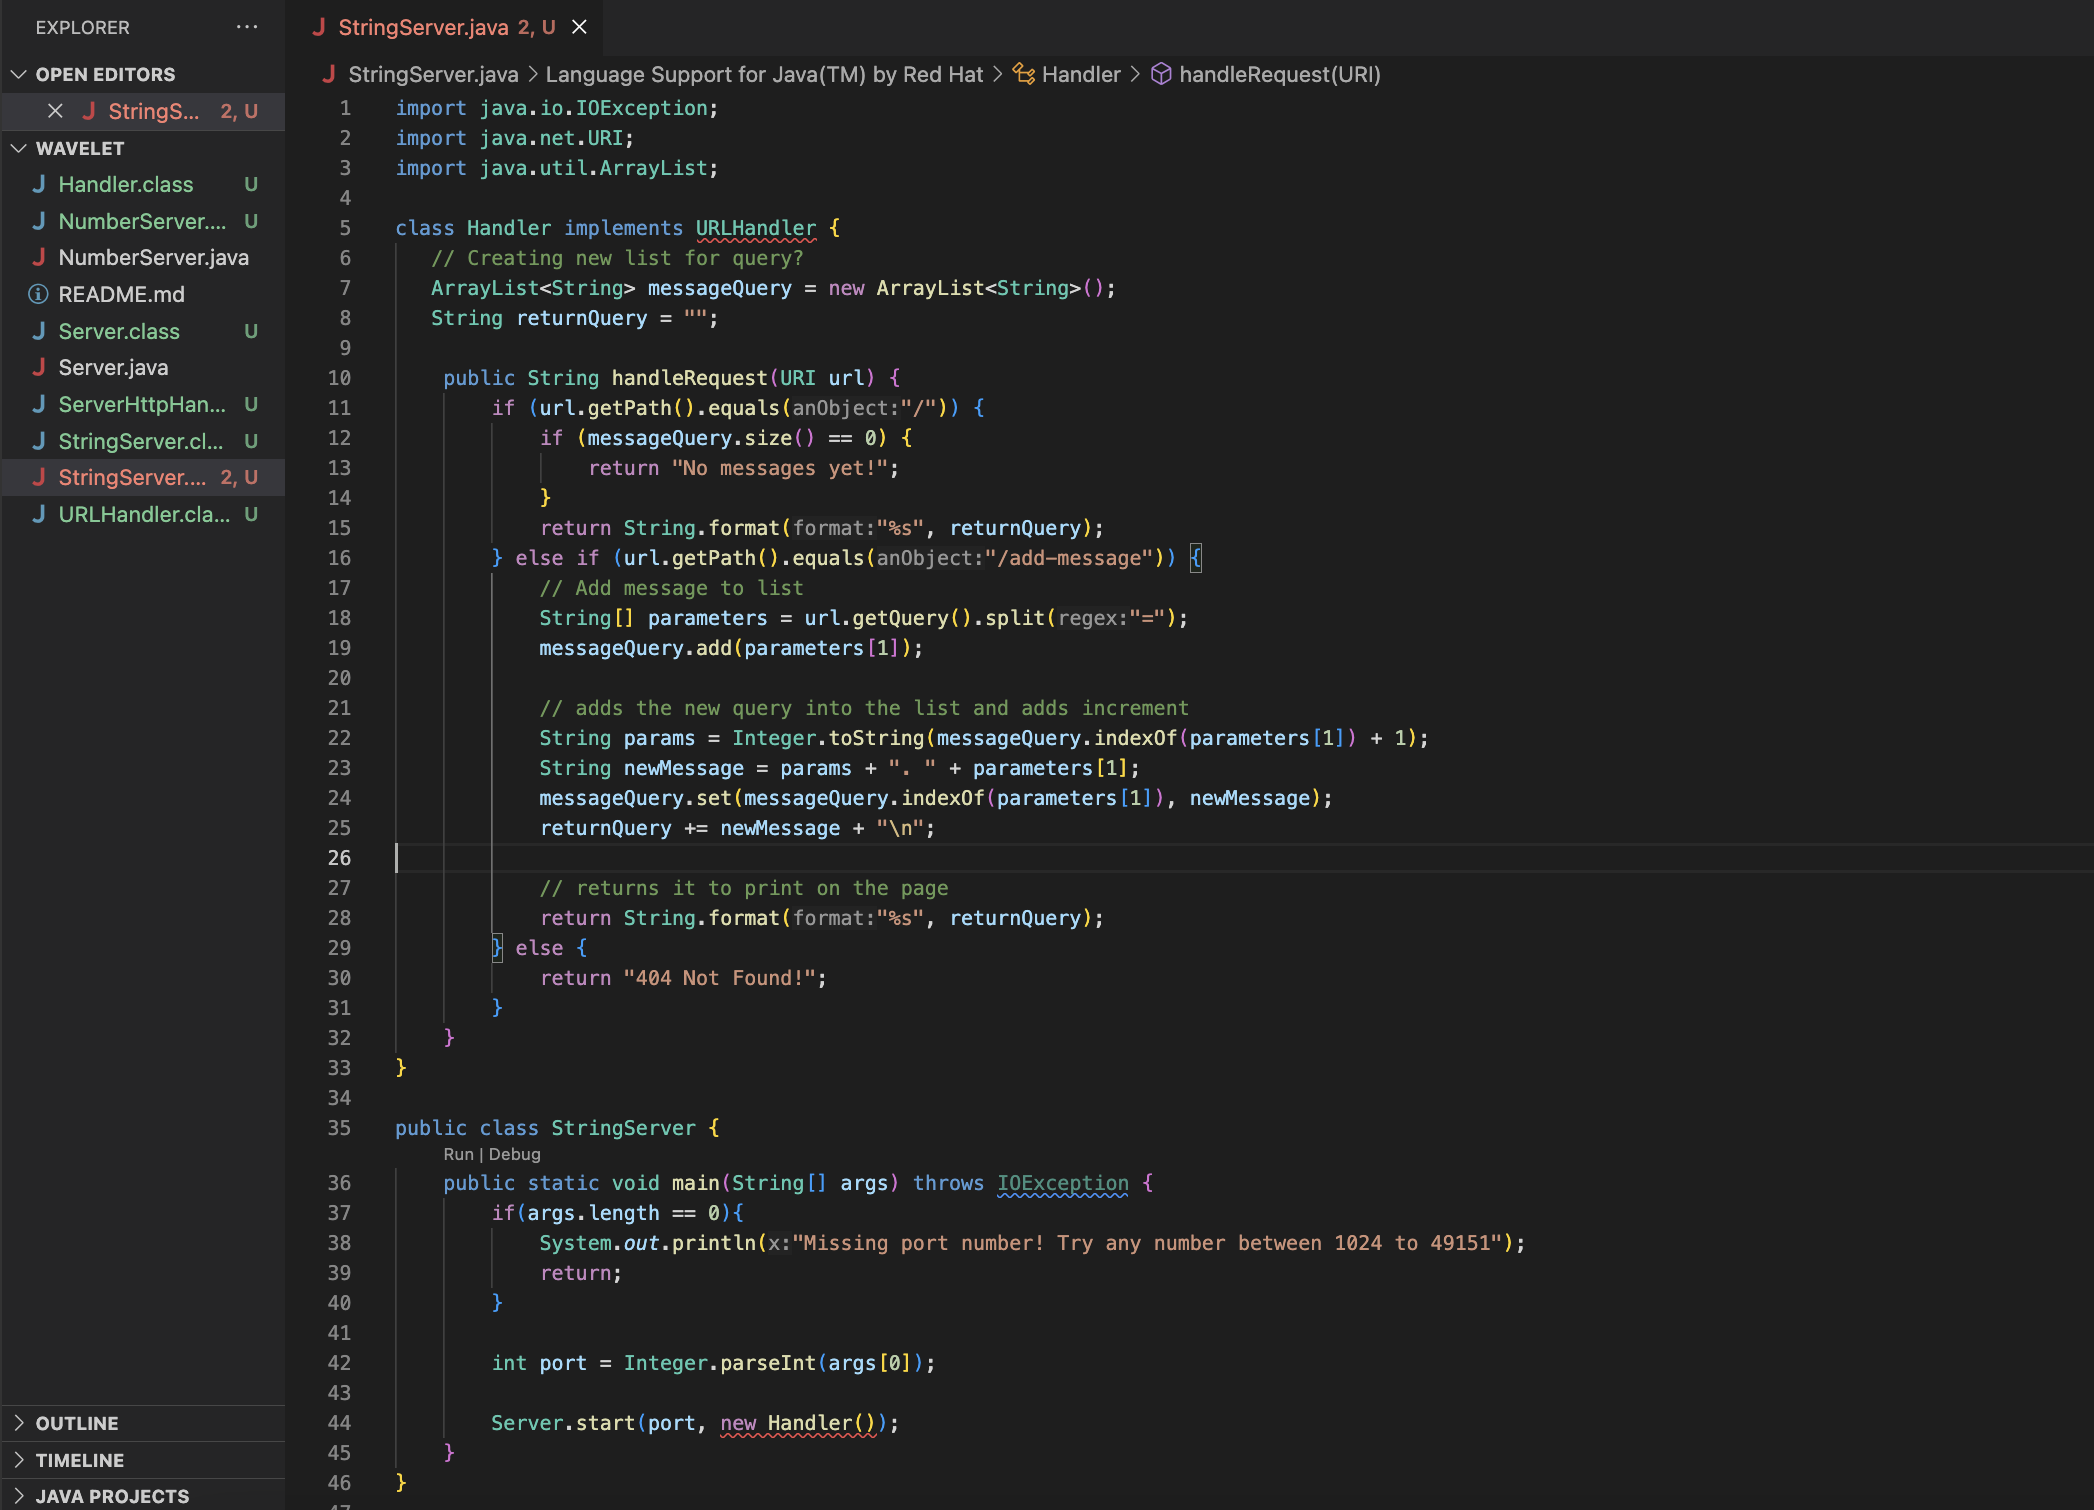 EXPLORER ···
OPEN EDITORS
StringS... 2, U
WAVELET
Handler.class U
NumberServer.... U
NumberServer.java
README.md
Server.class U
Server.java
ServerHttpHan... U
StringServer.cl... U
StringServer.... 2, U
URLHandler.cla... U
OUTLINE
TIMELINE
JAVA PROJECTS
StringServer.java 2, U
StringServer.java > Language Support for Java(TM) by Red Hat > Handler > handleRequest(URI)
1 import java.io.IOException;
2 import java.net.URI;
3 import java.util.ArrayList;
4
5 class Handler implements URLHandler {
6 // Creating new list for query?
7 ArrayList<String> messageQuery = new ArrayList<String>();
8 String returnQuery = "";
9
10 public String handleRequest(URI url) {
11 if (url.getPath().equals(anObject:"/")) {
12 if (messageQuery.size() == 0) {
13 return "No messages yet!";
14 }
15 return String.format(format:"%s", returnQuery);
16 } else if (url.getPath().equals(anObject:"/add-message")) {
17 // Add message to list
18 String[] parameters = url.getQuery().split(regex:"=");
19 messageQuery.add(parameters[1]);
20
21 // adds the new query into the list and adds increment
22 String params = Integer.toString(messageQuery.indexOf(parameters[1]) + 1);
23 String newMessage = params + ". " + parameters[1];
24 messageQuery.set(messageQuery.indexOf(parameters[1]), newMessage);
25 returnQuery += newMessage + "\n";
26
27 // returns it to print on the page
28 return String.format(format:"%s", returnQuery);
29 } else {
30 return "404 Not Found!";
31 }
32 }
33 }
34
35 public class StringServer {
Run | Debug
36 public static void main(String[] args) throws IOException {
37 if(args.length == 0){
38 System.out.println(x:"Missing port number! Try any number between 1024 to 49151");
39 return;
40 }
41
42 int port = Integer.parseInt(args[0]);
43
44 Server.start(port, new Handler());
45 }
46 }
47